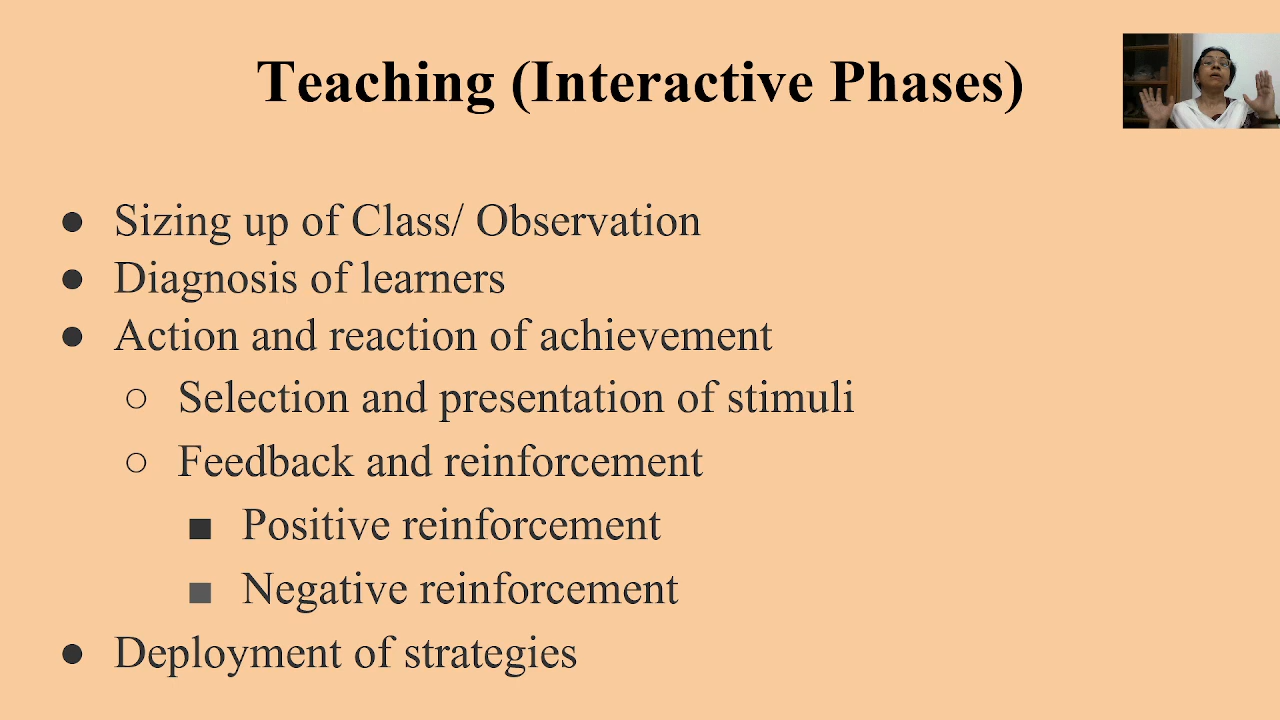 Teaching (Interactive Phases)
● Sizing up of Class/ Observation
● Diagnosis of learners
● Action and reaction of achievement
○ Selection and presentation of stimuli
○ Feedback and reinforcement
■ Positive reinforcement
■ Negative reinforcement
● Deployment of strategies